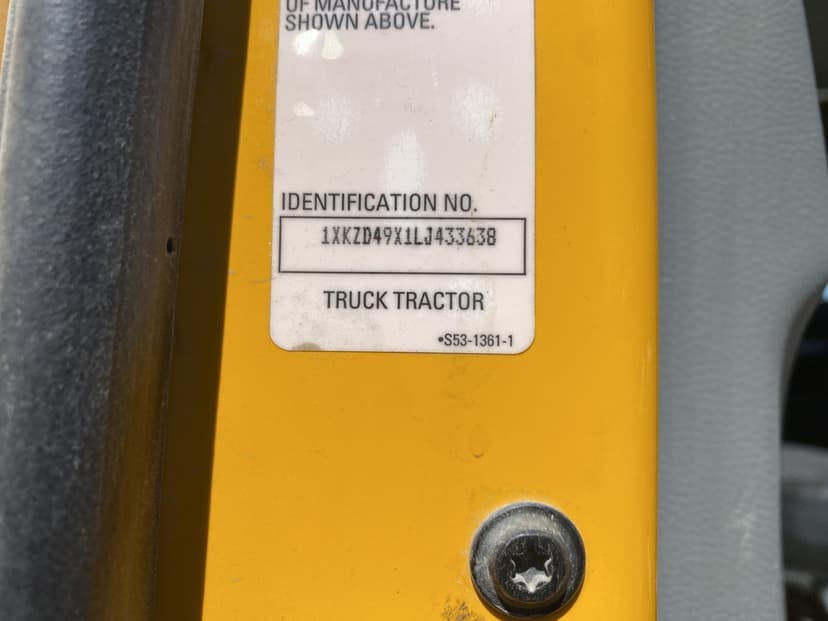 OF MANUFACTURE
SHOWN ABOVE.
IDENTIFICATION NO.
1XKZD49X1LJ433638
TRUCK TRACTOR
•S53-1361-1